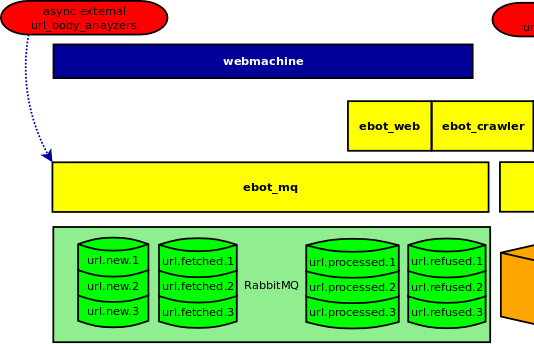 async external
url_body_anayzers
ur
webmachine
ebot_web
ebot_crawler
ebot_mq
url.new.1
url.new.2
url.new.3
url.fetched.1
url.fetched.2
url.fetched.3
RabbitMQ
url.processed.1
url.processed.2
url.processed.3
url.refused.1
url.refused.2
url.refused.3